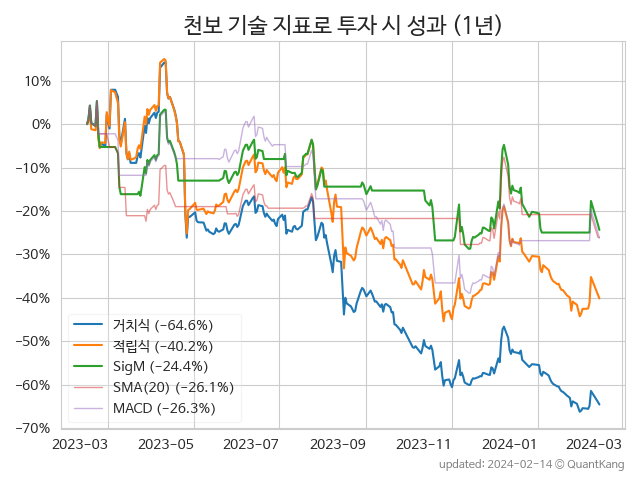 천보 기술 지표로 투자 시 성과 (1년)
10%
0%
−10%
−20%
−30%
−40%
−50%
−60%
−70%
거치식 (−64.6%)
적립식 (−40.2%)
SigM (−24.4%)
SMA(20) (−26.1%)
MACD (−26.3%)
2023-03 2023-05 2023-07 2023-09 2023-11 2024-01 2024-03
updated: 2024-02-14 © QuantKang